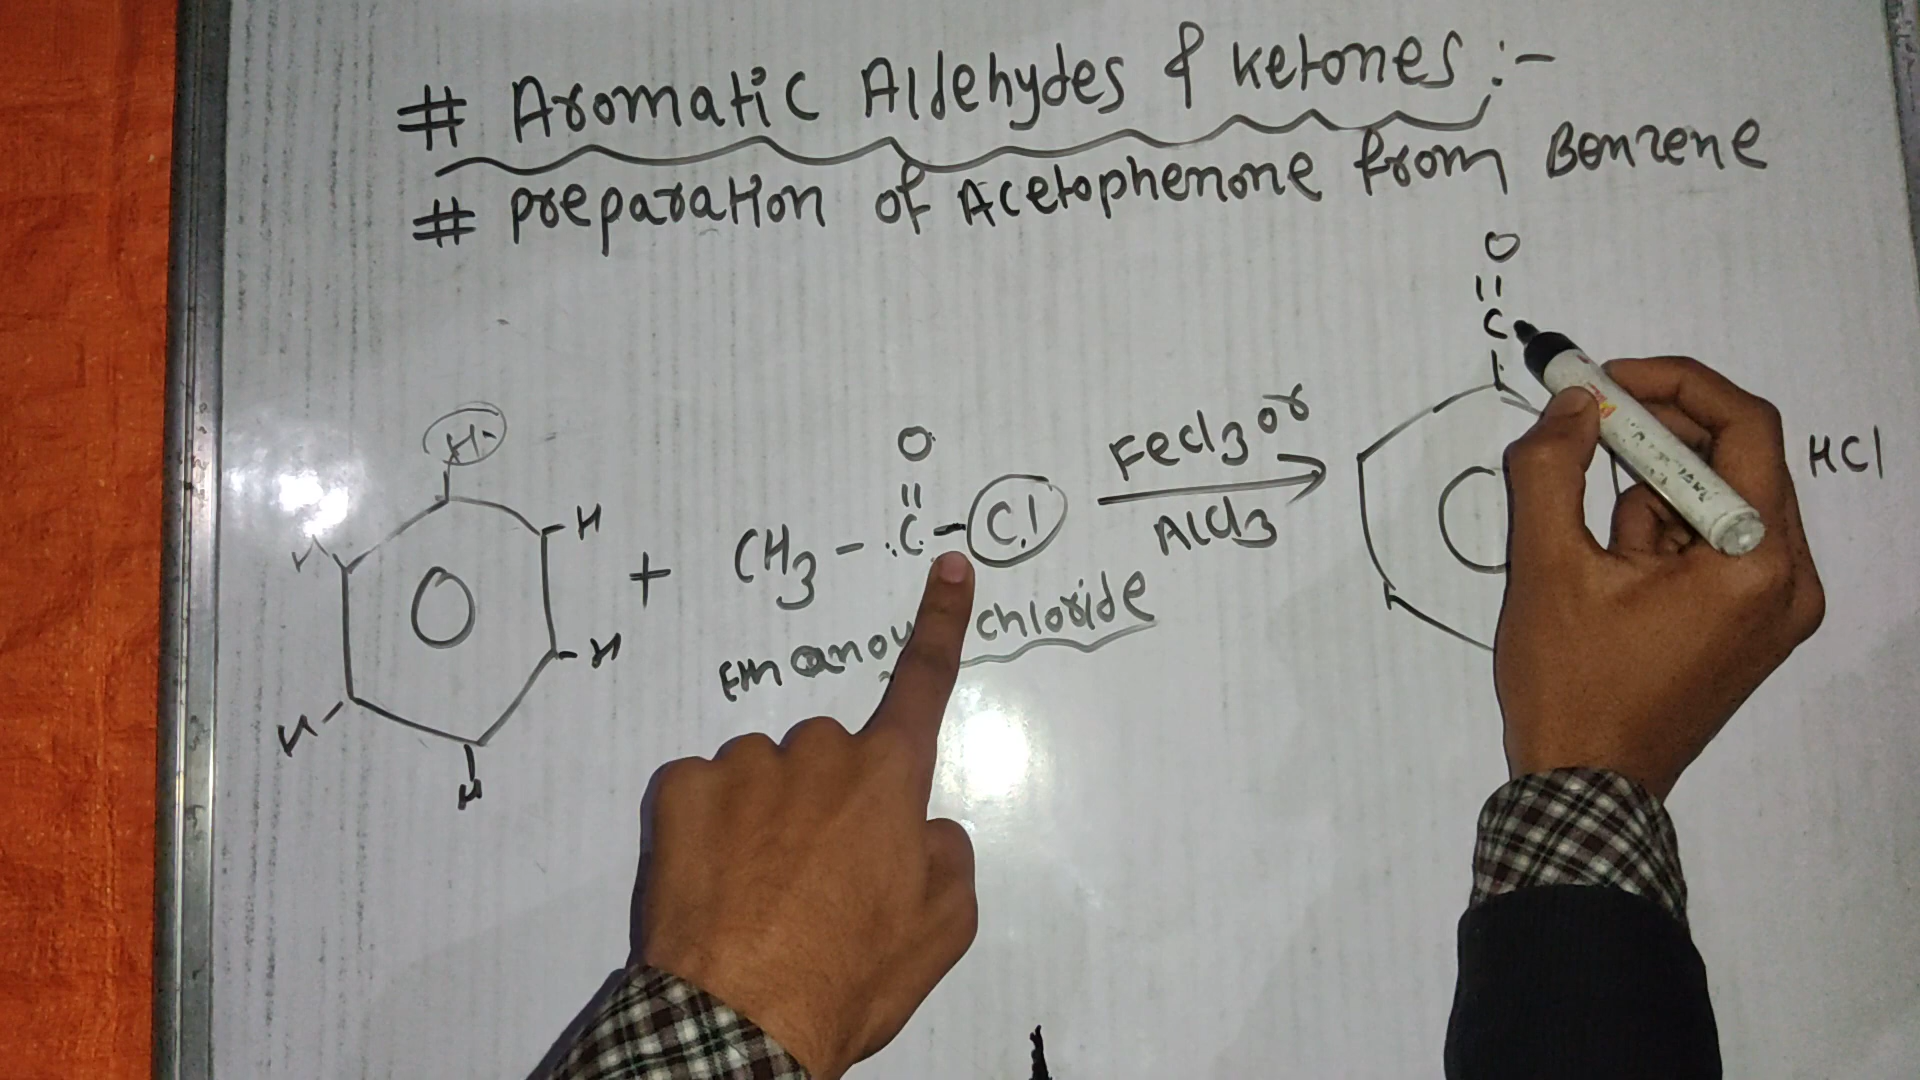 # Aromatic Aldehydes & ketones :-
# preparation of Acetophenone from Benzene
O
||
C
H
H
H
H
H
H
+
O
||
CH3 - C - Cl
chloride
FeCl3 or
AlCl3
HCl